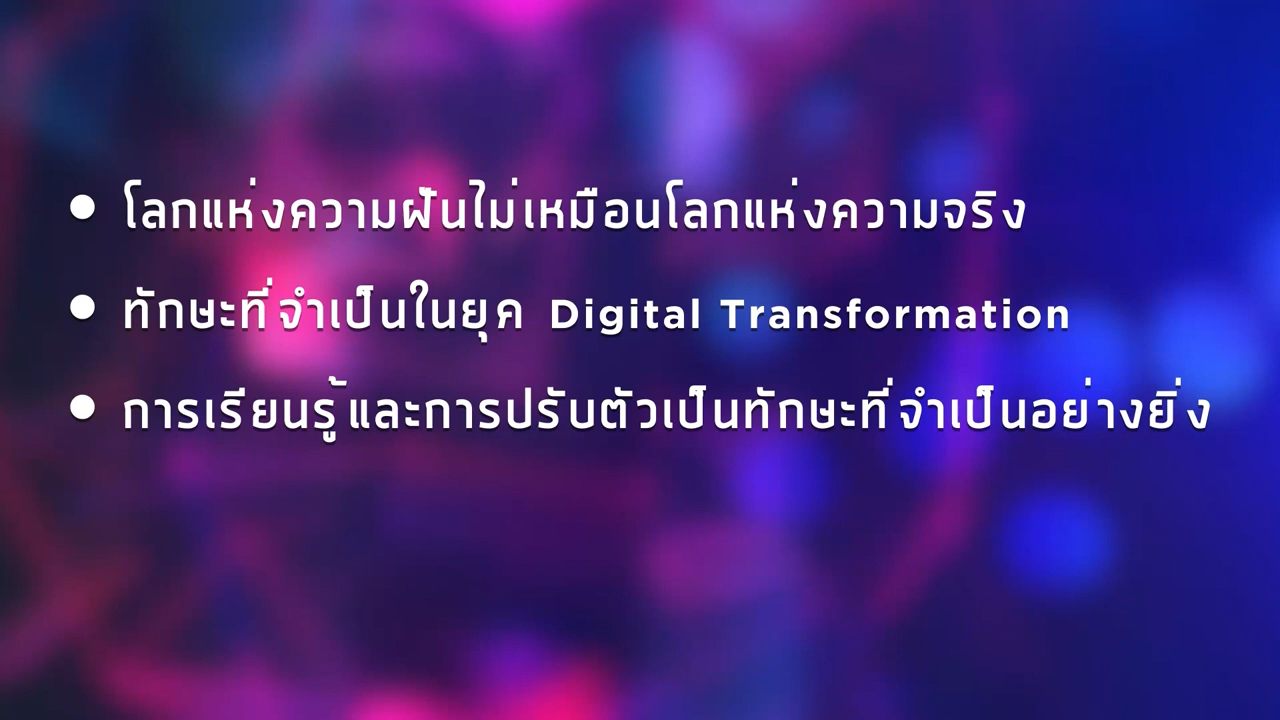 • โลกแห่งความฝันไม่เหมือนโลกแห่งความจริง
• ทักษะที่จำเป็นในยุค Digital Transformation
• การเรียนรู้และการปรับตัวเป็นทักษะที่จำเป็นอย่างยิ่ง